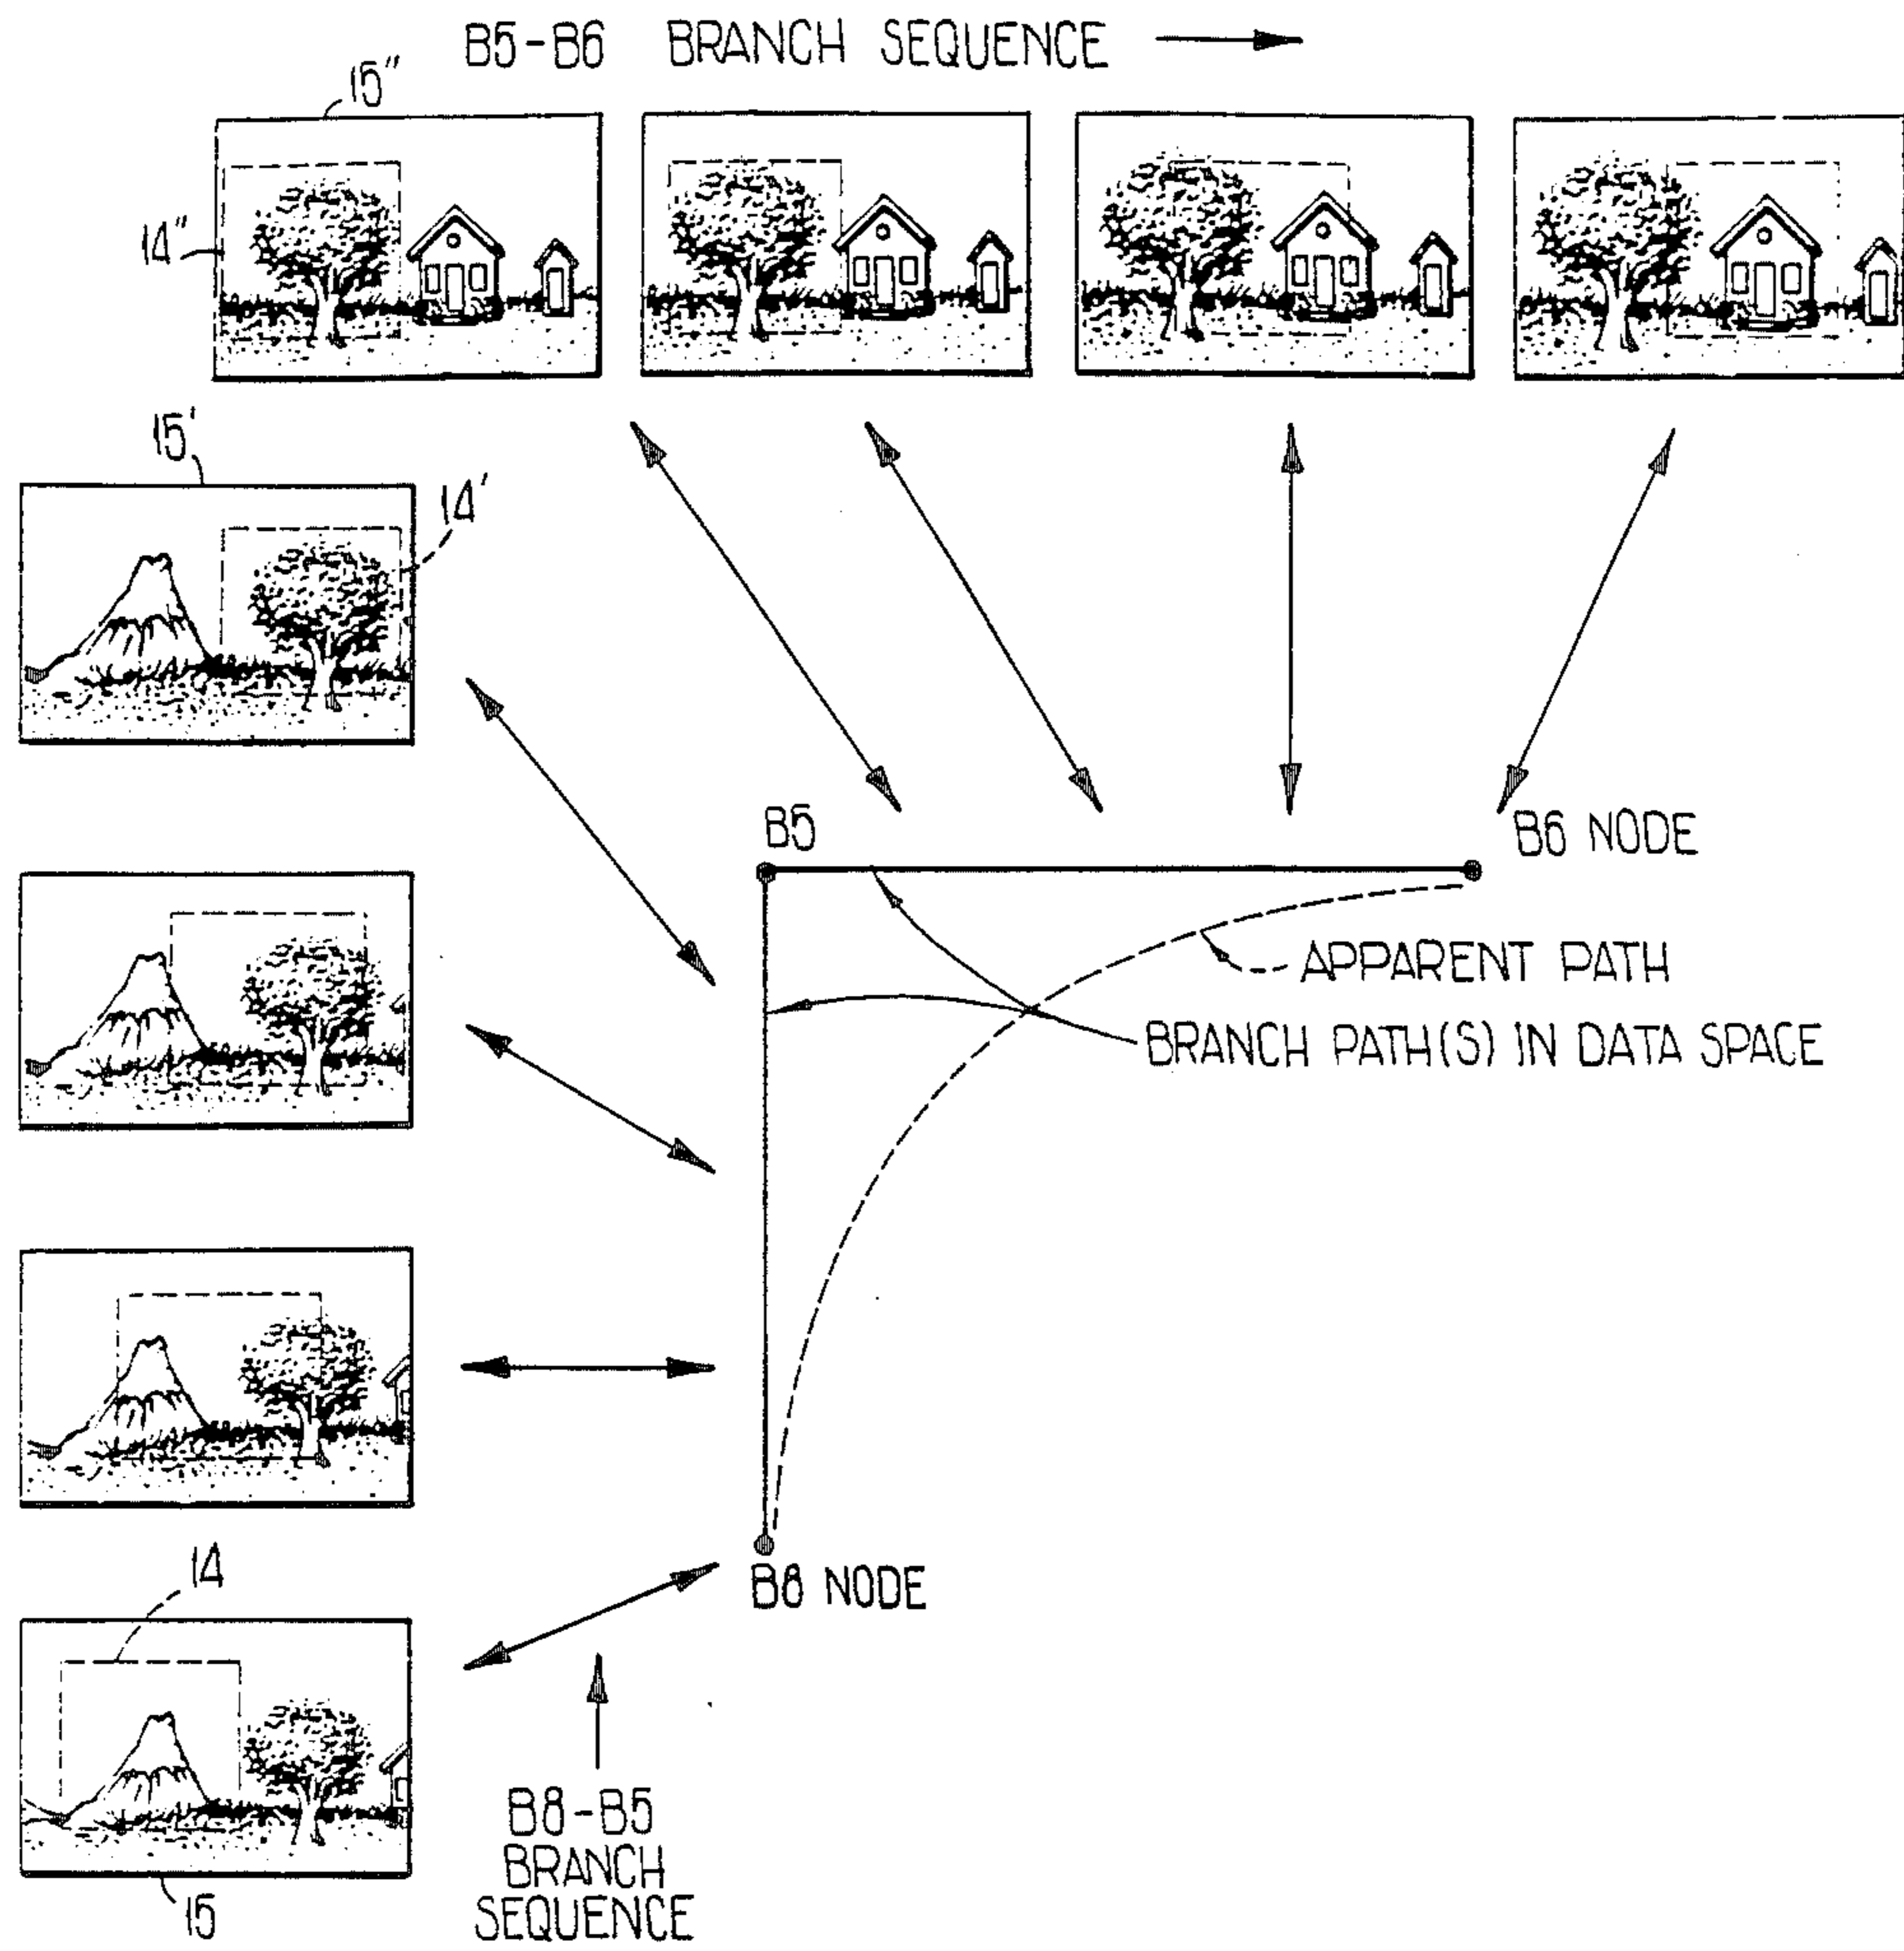 B5-B6 BRANCH SEQUENCE
15"
14"
15'
14'
B5
B6 NODE
APPARENT PATH
BRANCH PATH(S) IN DATA SPACE
B8 NODE
14
15
B8-B5
BRANCH
SEQUENCE